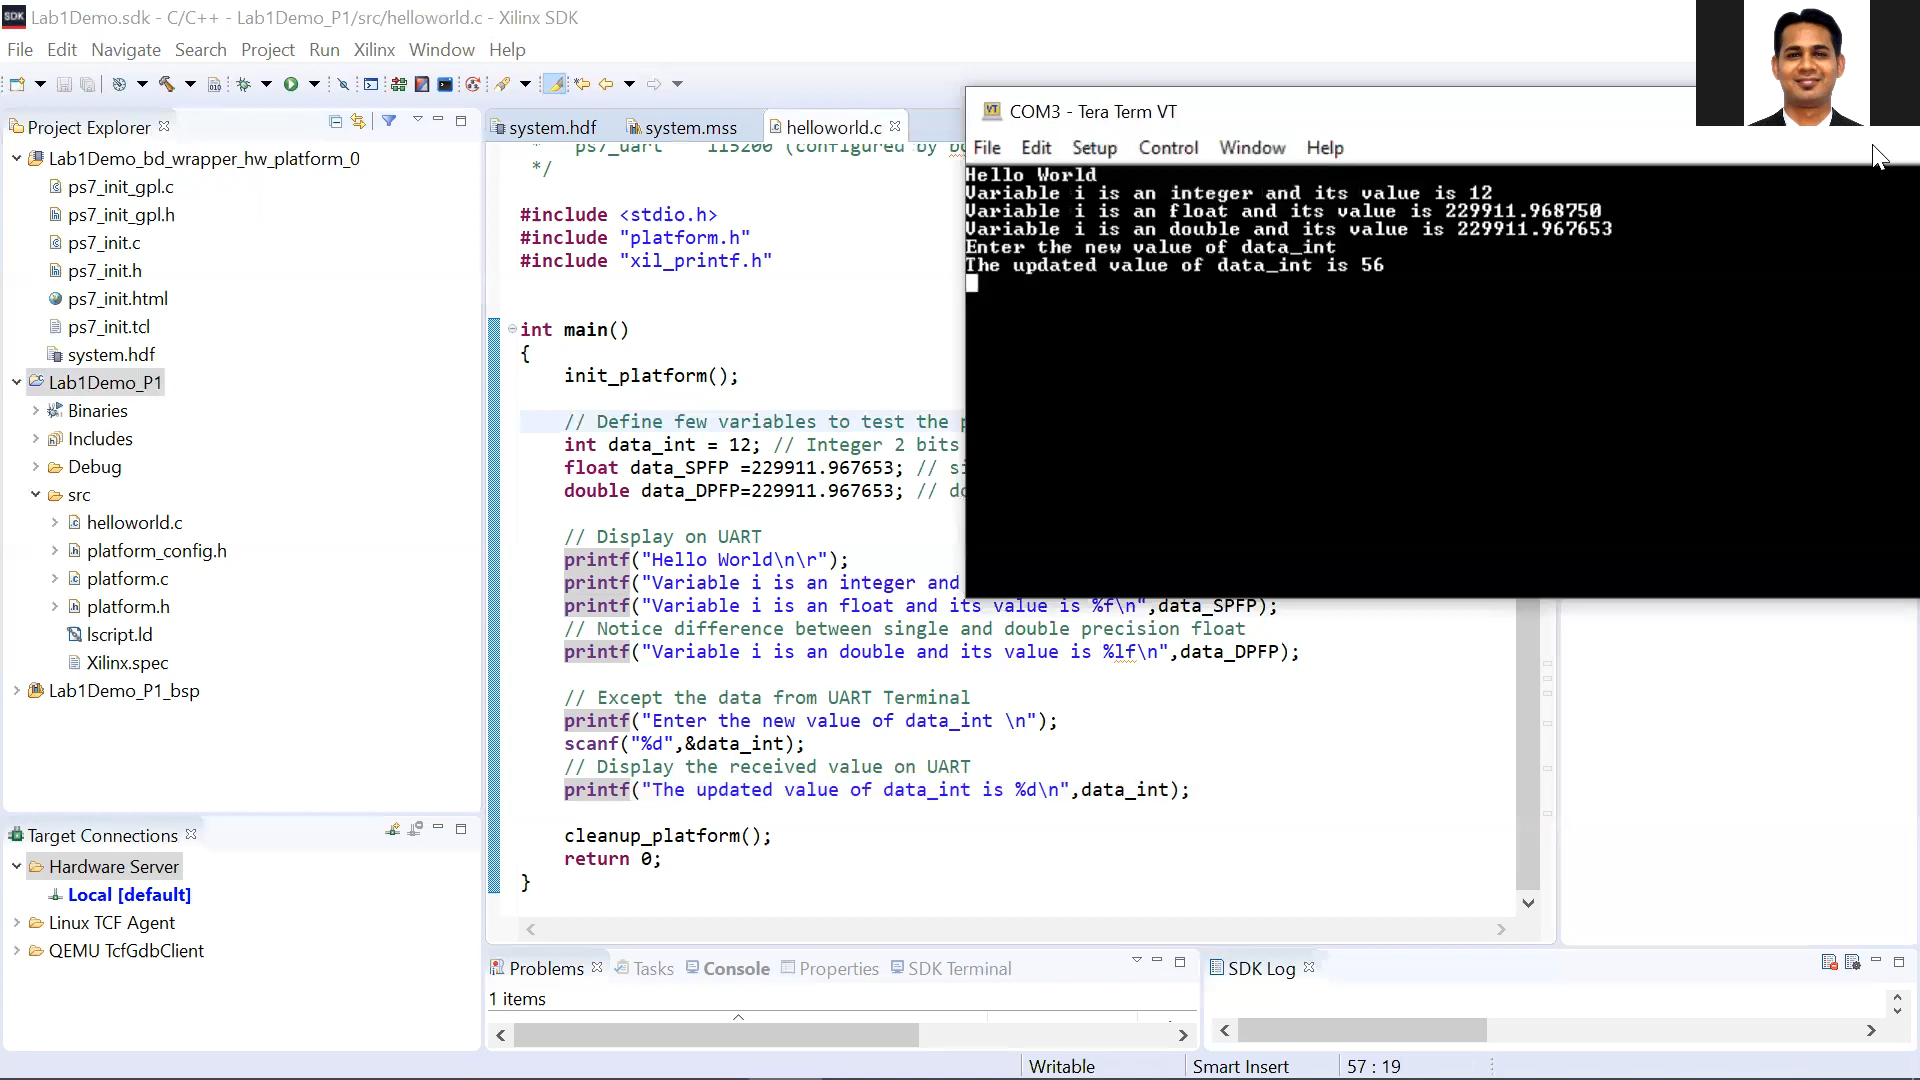 Lab1Demo.sdk - C/C++ - Lab1Demo_P1/src/helloworld.c - Xilinx SDK
File Edit Navigate Search Project Run Xilinx Window Help
Project Explorer
Lab1Demo_bd_wrapper_hw_platform_0
ps7_init_gpl.c
ps7_init_gpl.h
ps7_init.c
ps7_init.h
ps7_init.html
ps7_init.tcl
system.hdf
Lab1Demo_P1
Binaries
Includes
Debug
src
helloworld.c
platform_config.h
platform.c
platform.h
lscript.ld
Xilinx.spec
Lab1Demo_P1_bsp
Target Connections
Hardware Server
Local [default]
Linux TCF Agent
QEMU TcfGdbClient
system.hdf system.mss helloworld.c
* ps7_uart 115200 (configured by
*/
#include <stdio.h>
#include "platform.h"
#include "xil_printf.h"
int main()
{
init_platform();
// Define few variables to test the
int data_int = 12; // Integer 2 bits
float data_SPFP =229911.967653; //
double data_DPFP=229911.967653; //
// Display on UART
printf("Hello World\n\r");
printf("Variable i is an integer and
printf("Variable i is an float and its value is %f\n",data_SPFP);
// Notice difference between single and double precision float
printf("Variable i is an double and its value is %lf\n",data_DPFP);
// Except the data from UART Terminal
printf("Enter the new value of data_int \n");
scanf("%d",&data_int);
// Display the received value on UART
printf("The updated value of data_int is %d\n",data_int);
cleanup_platform();
return 0;
}
COM3 - Tera Term VT
File Edit Setup Control Window Help
Hello World
Variable i is an integer and its value is 12
Variable i is an float and its value is 229911.968750
Variable i is an double and its value is 229911.967653
Enter the new value of data_int
The updated value of data_int is 56
Problems Tasks Console Properties SDK Terminal
1 items
SDK Log
Writable Smart Insert 57 : 19